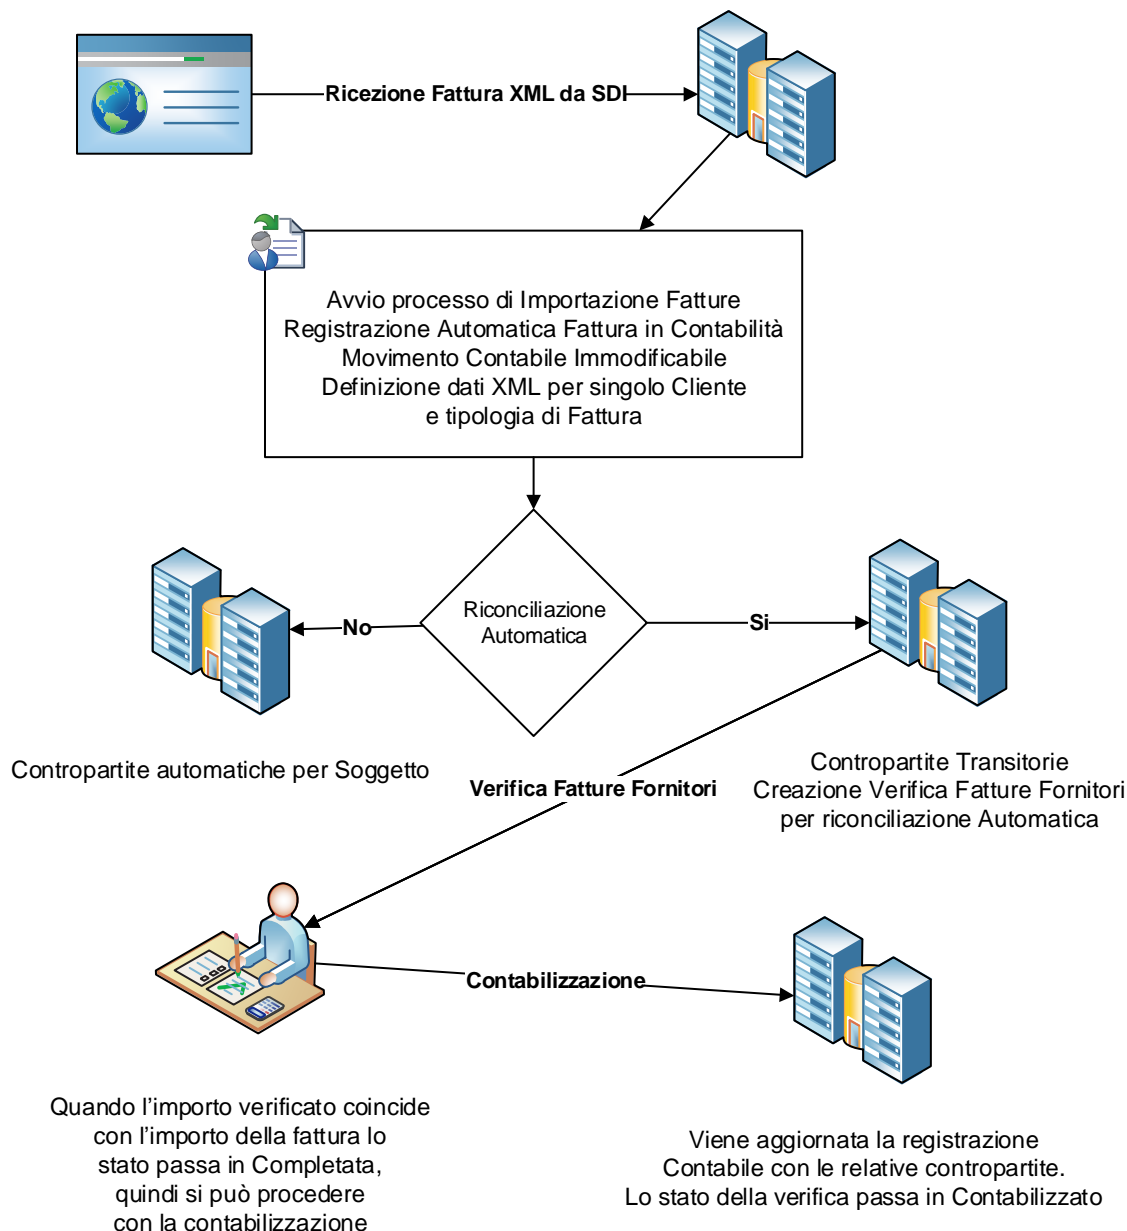 Ricezione Fattura XML da SDI
Avvio processo di Importazione Fatture
Registrazione Automatica Fattura in Contabilità
Movimento Contabile Immodificabile
Definizione dati XML per singolo Cliente
e tipologia di Fattura
Riconciliazione
Automatica
No
Si
Contropartite automatiche per Soggetto
Contropartite Transitorie
Creazione Verifica Fatture Fornitori
per riconciliazione Automatica
Verifica Fatture Fornitori
Contabilizzazione
Quando l’importo verificato coincide
con l’importo della fattura lo
stato passa in Completata,
quindi si può procedere
con la contabilizzazione
Viene aggiornata la registrazione
Contabile con le relative contropartite.
Lo stato della verifica passa in Contabilizzato